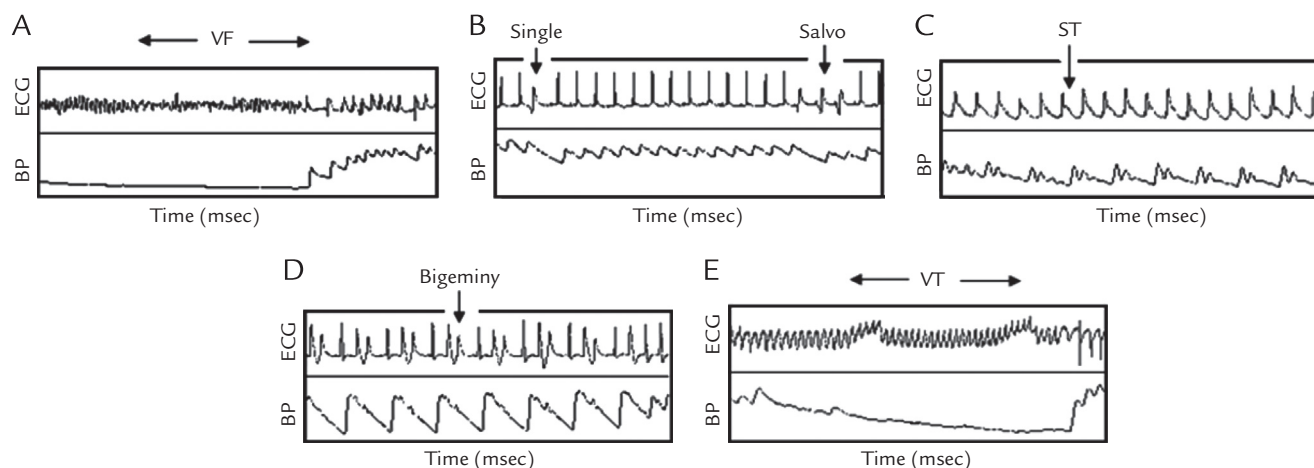 A
VF
ECG
BP
Time (msec)
B
Single
Salvo
ECG
BP
Time (msec)
C
ST
ECG
BP
Time (msec)
D
Bigeminy
ECG
BP
Time (msec)
E
VT
ECG
BP
Time (msec)